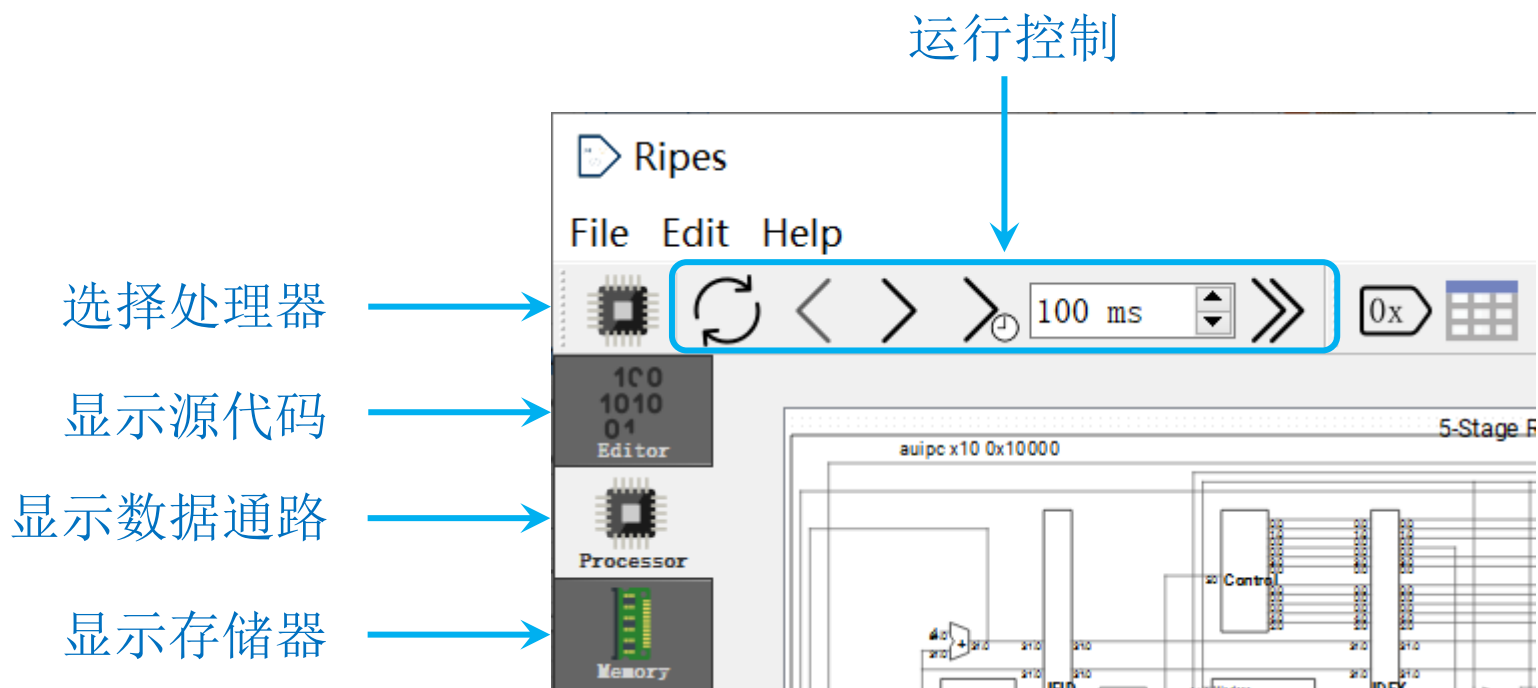 运行控制
Ripes
File Edit Help
选择处理器
100 ms
0x
显示源代码
100
1010
01
Editor
5-Stage
auipc x10 0x10000
显示数据通路
Processor
Control
显示存储器
Memory